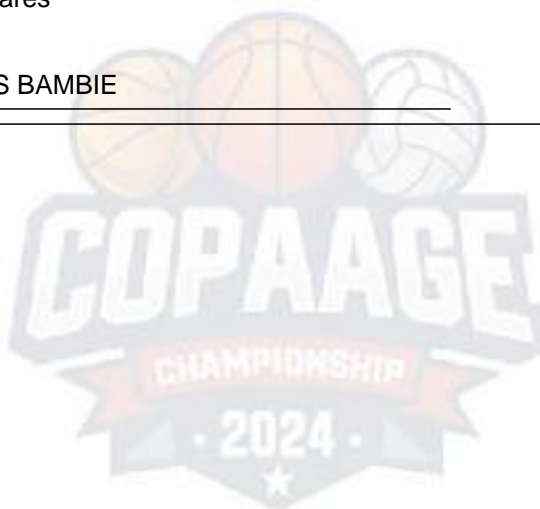 ares
S BAMBIE
COPAAGE
CHAMPIONSHIP
· 2024 ·